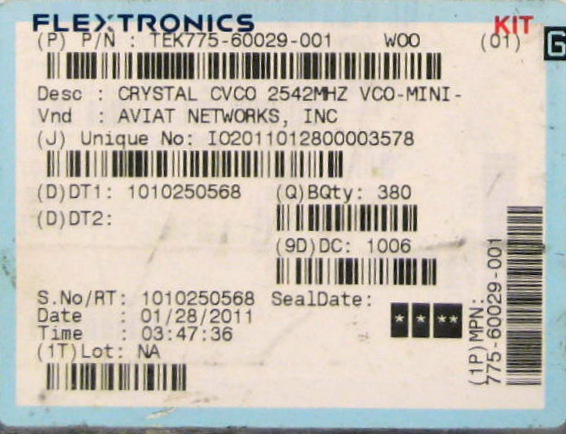 FLEXTRONICS KIT
(P) P/N : TEK775-60029-001 WOO (01) G
Desc : CRYSTAL CVCO 2542MHZ VCO-MINI-
Vnd : AVIAT NETWORKS, INC
(J) Unique No: IO20111012800003578
(D)DT1: 1010250568 (Q)BQty: 380
(D)DT2:
(9D)DC: 1006
S.No/RT: 1010250568 SealDate:
Date : 01/28/2011 * * **
Time : 03:47:36
(1T)Lot: NA
(1P)MPN:
775-60029-001